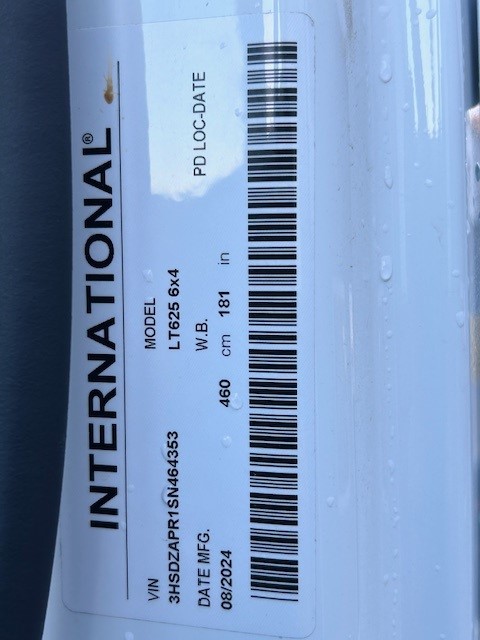 INTERNATIONAL®
VIN MODEL
3HSDZAPR1SN464353 LT625 6x4
DATE MFG. W.B. PD LOC-DATE
08/2024 460 cm 181 in